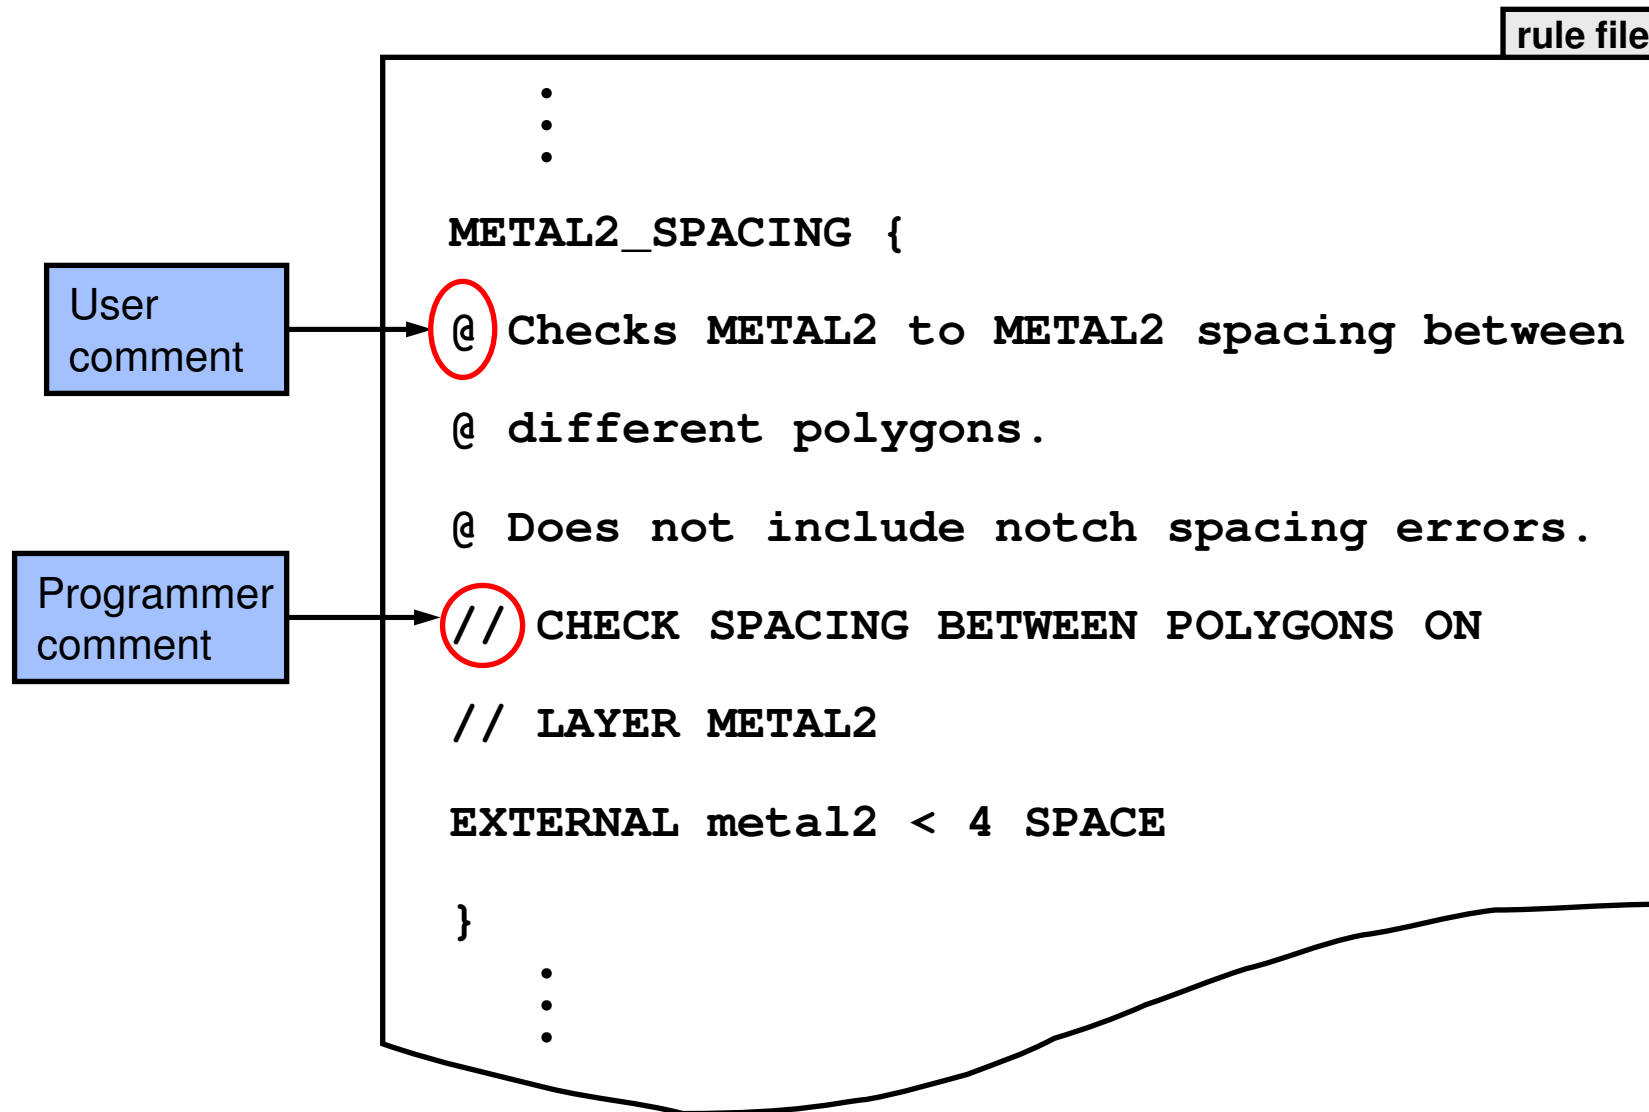 rule file
METAL2_SPACING {
User
comment
@ Checks METAL2 to METAL2 spacing between
@ different polygons.
@ Does not include notch spacing errors.
Programmer
comment
// CHECK SPACING BETWEEN POLYGONS ON
// LAYER METAL2
EXTERNAL metal2 < 4 SPACE
}